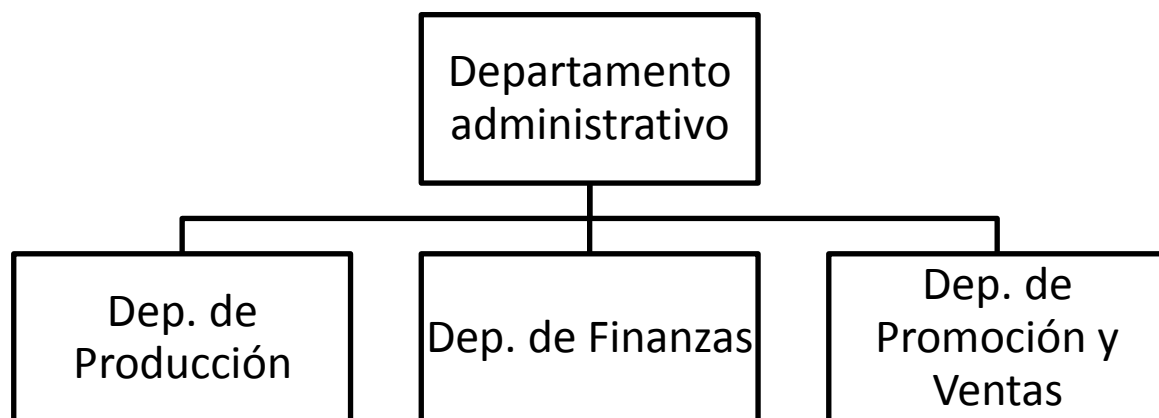 Departamento
administrativo
Dep. de
Producción
Dep. de Finanzas
Dep. de
Promoción y
Ventas